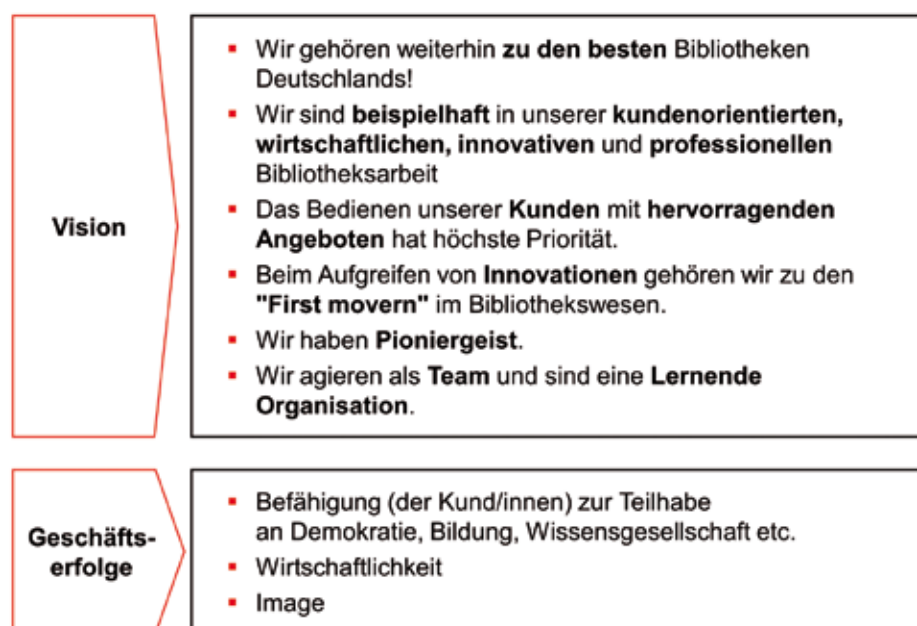 Vision
▪ Wir gehören weiterhin zu den besten Bibliotheken
Deutschlands!
▪ Wir sind beispielhaft in unserer kundenorientierten,
wirtschaftlichen, innovativen und professionellen
Bibliotheksarbeit
▪ Das Bedienen unserer Kunden mit hervorragenden
Angeboten hat höchste Priorität.
▪ Beim Aufgreifen von Innovationen gehören wir zu den
"First movern" im Bibliothekswesen.
▪ Wir haben Pioniergeist.
▪ Wir agieren als Team und sind eine Lernende
Organisation.
Geschäfts-
erfolge
▪ Befähigung (der Kund/innen) zur Teilhabe
an Demokratie, Bildung, Wissensgesellschaft etc.
▪ Wirtschaftlichkeit
▪ Image